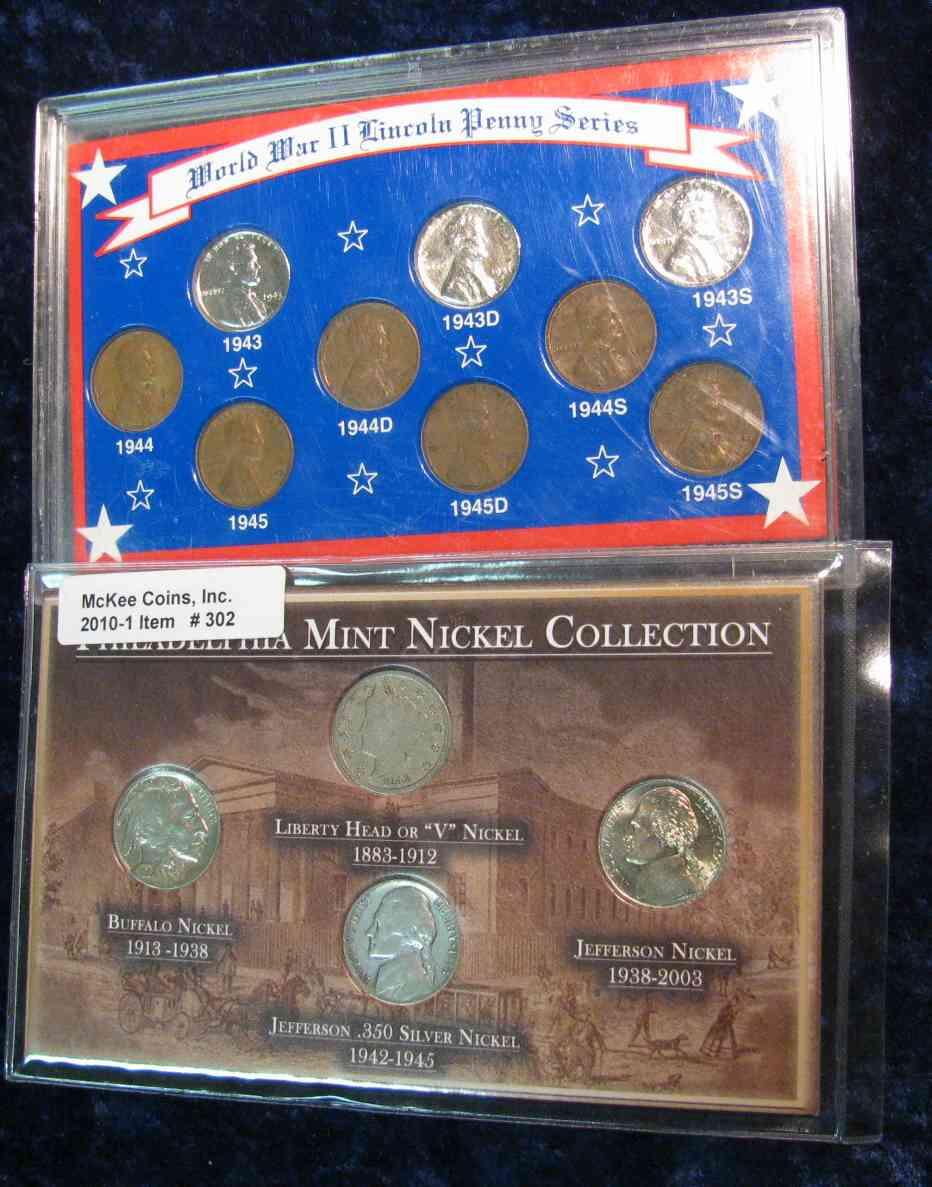 World War II Lincoln Penny Series
1943
1943D
1943S
1944
1944D
1944S
1945
1945D
1945S
McKee Coins, Inc.
2010-1 Item # 302
PHILADELPHIA MINT NICKEL COLLECTION
LIBERTY HEAD OR "V" NICKEL
1883-1912
BUFFALO NICKEL
1913-1938
JEFFERSON NICKEL
1938-2003
JEFFERSON .350 SILVER NICKEL
1942-1945